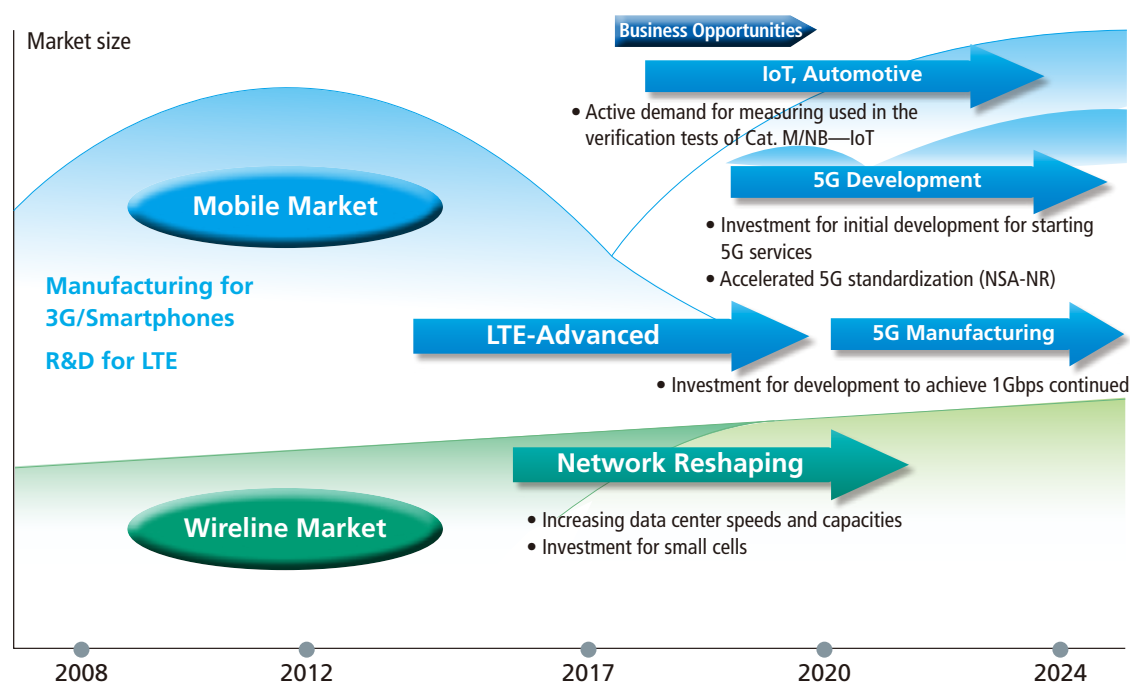 Market size
Business Opportunities
IoT, Automotive
• Active demand for measuring used in the
verification tests of Cat. M/NB—IoT
Mobile Market
5G Development
• Investment for initial development for starting
5G services
• Accelerated 5G standardization (NSA-NR)
Manufacturing for
3G/Smartphones
R&D for LTE
LTE-Advanced
5G Manufacturing
• Investment for development to achieve 1Gbps continued
Network Reshaping
Wireline Market
• Increasing data center speeds and capacities
• Investment for small cells
2008 2012 2017 2020 2024